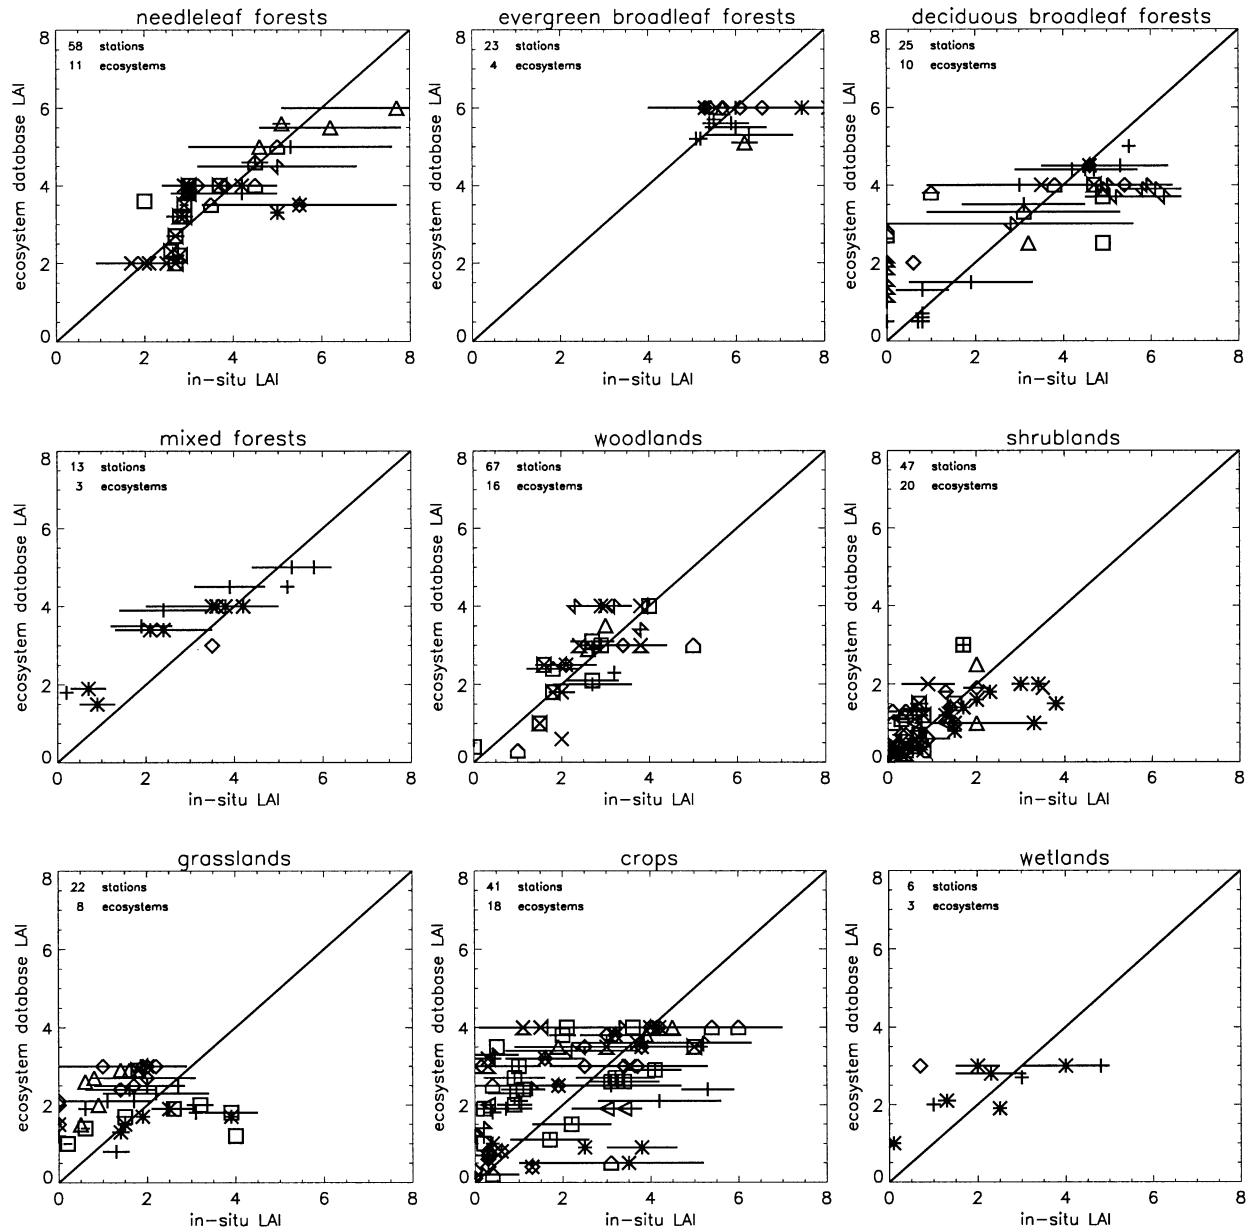 needleleaf forests
58 stations
11 ecosystems
ecosystem database LAI
8
6
4
2
0
0 2 4 6 8
in-situ LAI
evergreen broadleaf forests
23 stations
4 ecosystems
ecosystem database LAI
8
6
4
2
0
0 2 4 6 8
in-situ LAI
deciduous broadleaf forests
25 stations
10 ecosystems
ecosystem database LAI
8
6
4
2
0
0 2 4 6 8
in-situ LAI
mixed forests
13 stations
3 ecosystems
ecosystem database LAI
8
6
4
2
0
0 2 4 6 8
in-situ LAI
woodlands
67 stations
16 ecosystems
ecosystem database LAI
8
6
4
2
0
0 2 4 6 8
in-situ LAI
shrublands
47 stations
20 ecosystems
ecosystem database LAI
8
6
4
2
0
0 2 4 6 8
in-situ LAI
grasslands
22 stations
8 ecosystems
ecosystem database LAI
8
6
4
2
0
0 2 4 6 8
in-situ LAI
crops
41 stations
18 ecosystems
ecosystem database LAI
8
6
4
2
0
0 2 4 6 8
in-situ LAI
wetlands
6 stations
3 ecosystems
ecosystem database LAI
8
6
4
2
0
0 2 4 6 8
in-situ LAI